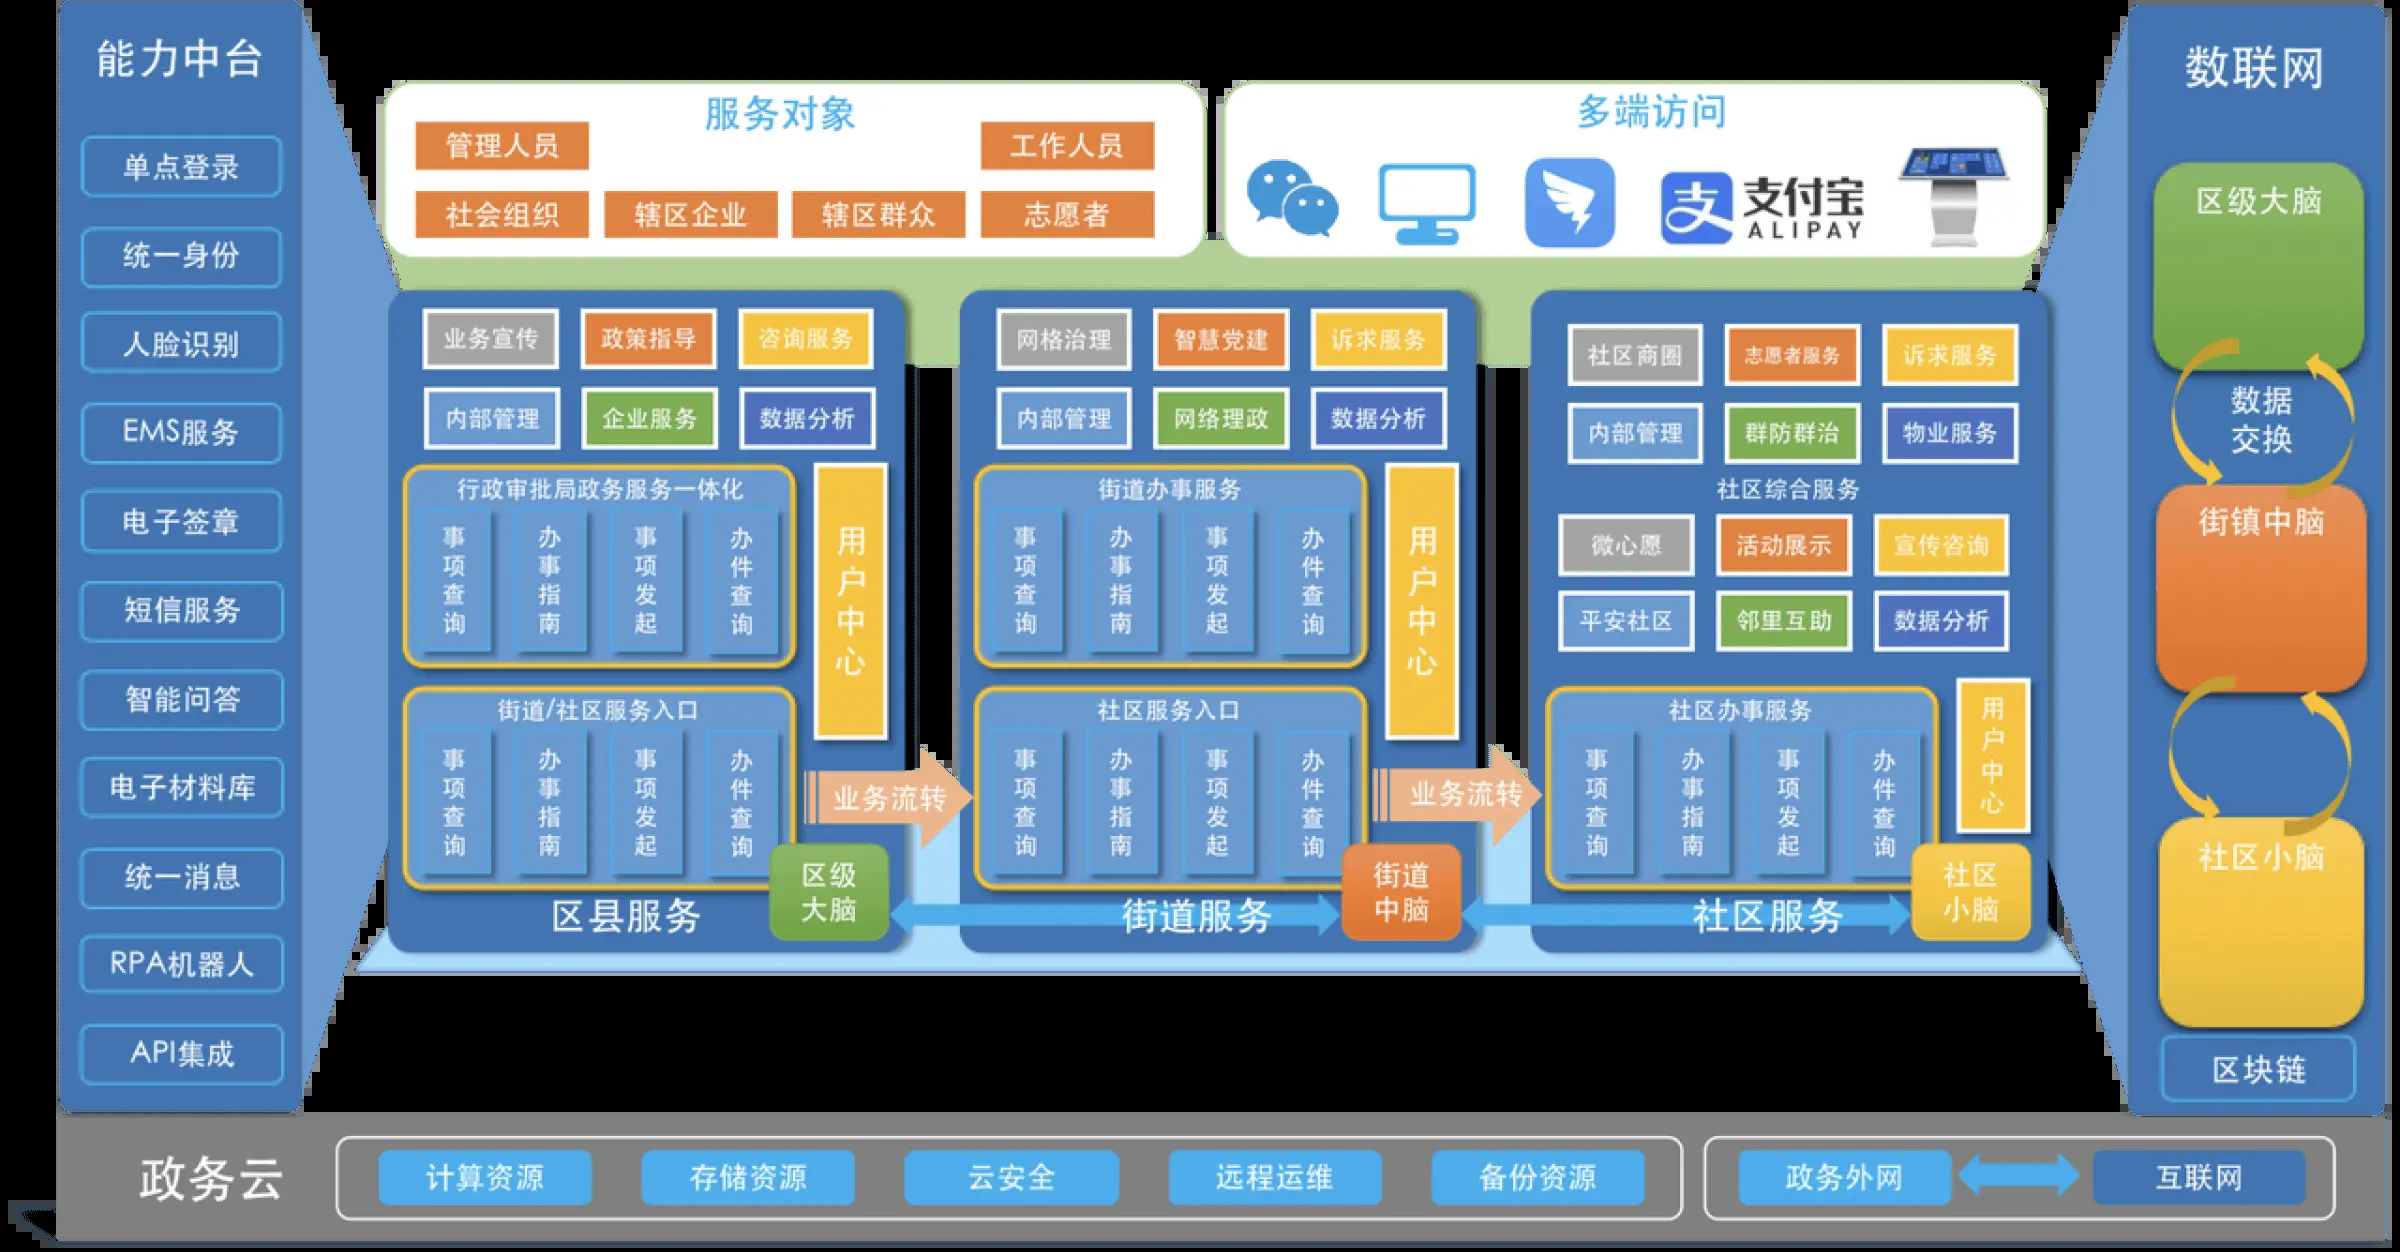 能力中台
单点登录
统一身份
人脸识别
EMS服务
电子签章
短信服务
智能问答
电子材料库
统一消息
RPA机器人
API集成
服务对象
管理人员
工作人员
社会组织
辖区企业
辖区群众
志愿者
多端访问
支付宝
ALIPAY
业务宣传
政策指导
咨询服务
内部管理
企业服务
数据分析
行政审批局政务服务一体化
事项查询
办事指南
事项发起
办件查询
用户中心
街道/社区服务入口
事项查询
办事指南
事项发起
办件查询
业务流转
区县服务
区级
大脑
网格治理
智慧党建
诉求服务
内部管理
网络理政
数据分析
街道办事服务
事项查询
办事指南
事项发起
办件查询
用户中心
社区服务入口
事项查询
办事指南
事项发起
办件查询
业务流转
街道服务
街道
中脑
社区商圈
志愿者服务
诉求服务
内部管理
群防群治
物业服务
社区综合服务
微心愿
活动展示
宣传咨询
平安社区
邻里互助
数据分析
社区办事服务
事项查询
办事指南
事项发起
办件查询
用户中心
社区服务
社区
小脑
数联网
区级大脑
数据
交换
街镇中脑
社区小脑
区块链
政务云
计算资源
存储资源
云安全
远程运维
备份资源
政务外网
互联网